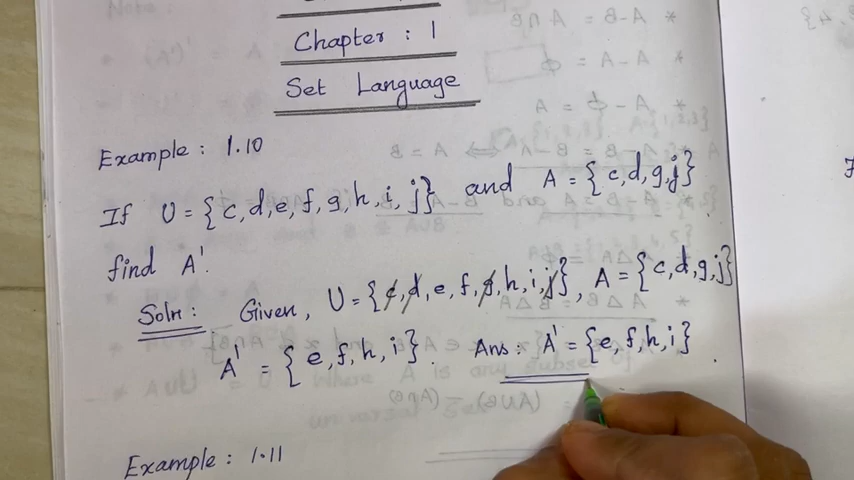 Chapter : 1
Set Language
Example : 1.10
If U = {c, d, e, f, g, h, i, j} and A = {c, d, g, j}
find A'.
Soln : Given, U = {c, d, e, f, g, h, i, j}, A = {c, d, g, j}
A' = {e, f, h, i} Ans : A' = {e, f, h, i}.
Example : 1.11